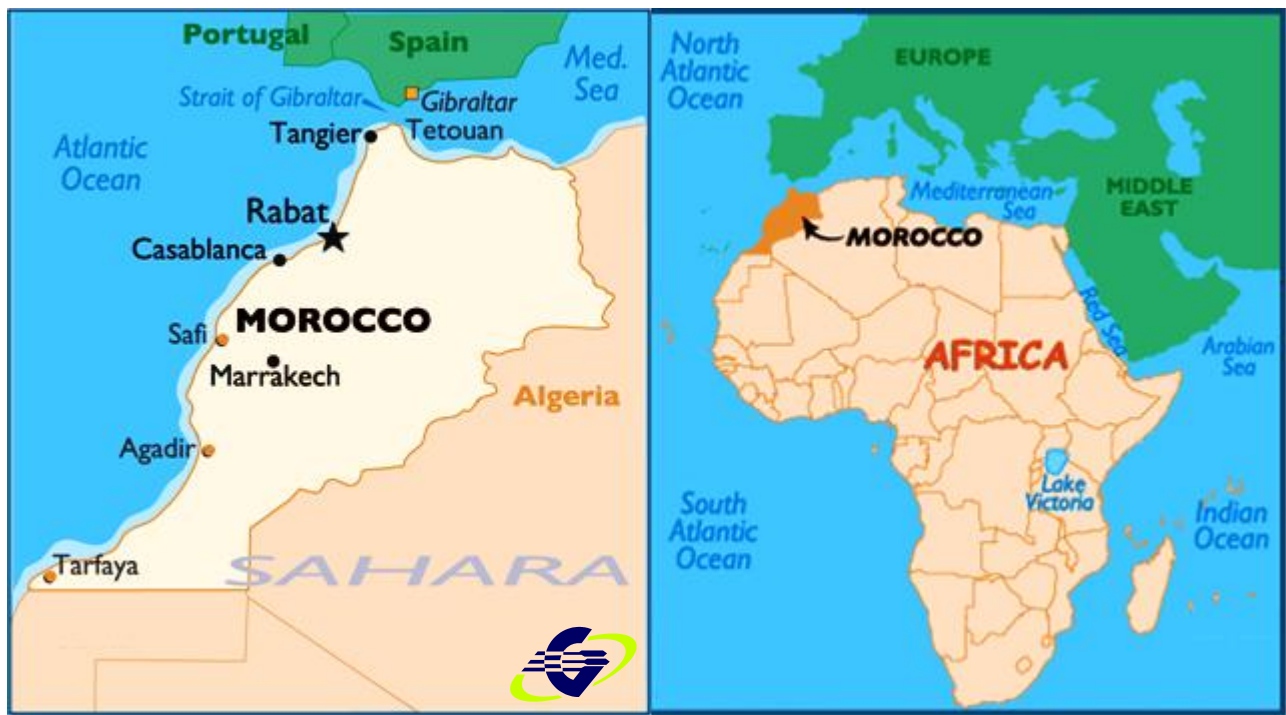 Portugal
Spain
Med.
Sea
Strait of Gibraltar
Gibraltar
Tetouan
Tangier
Atlantic
Ocean
Rabat
Casablanca
MOROCCO
Safi
Marrakech
Algeria
Agadir
SAHARA
Tarfaya
North
Atlantic
Ocean
EUROPE
Mediterranean
Sea
MIDDLE
EAST
MOROCCO
Red Sea
AFRICA
Arabian
Sea
Lake
Victoria
South
Atlantic
Ocean
Indian
Ocean